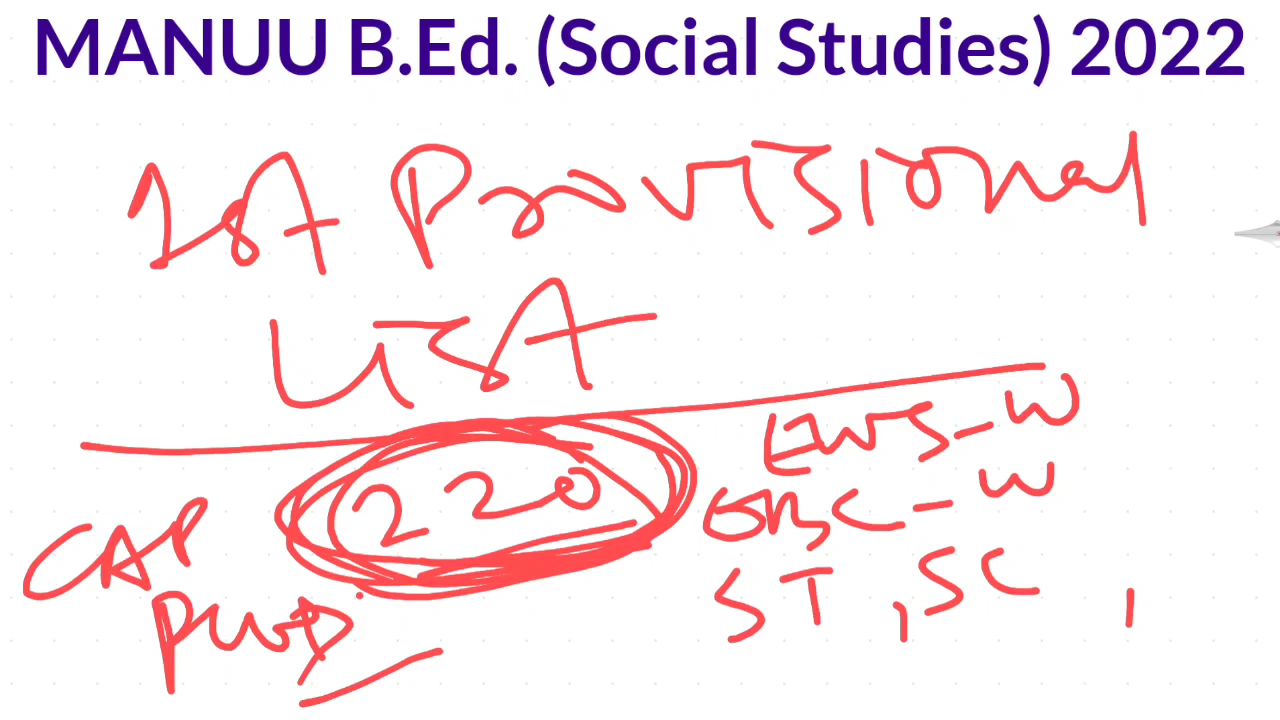 MANUU B.Ed. (Social Studies) 2022
1st Provisional
List
EWS-W
220
OBC-W
CAP
ST, SC,
PWD